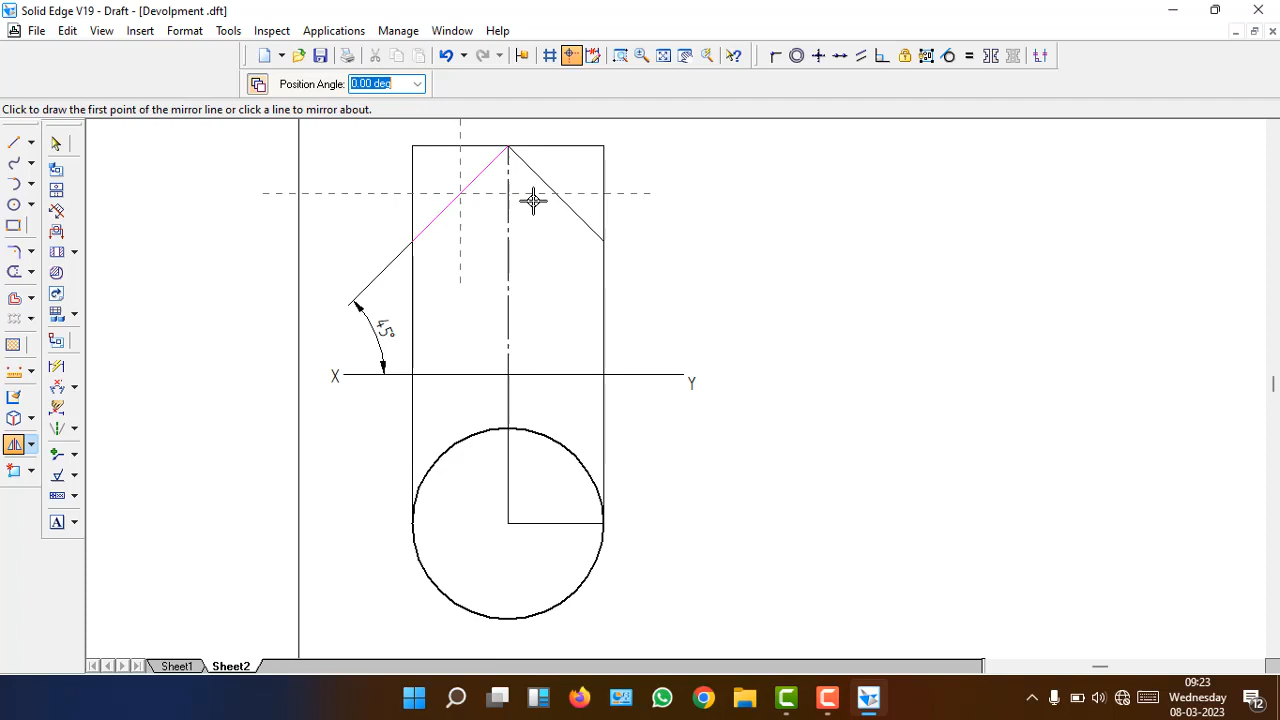 Solid Edge V19 - Draft - [Devolpment .dft]
File Edit View Insert Format Tools Inspect Applications Manage Window Help
Position Angle: 0.00 deg
Click to draw the first point of the mirror line or click a line to mirror about.
45°
X
Y
A
Sheet1 Sheet2
09:23
Wednesday
08-03-2023
12